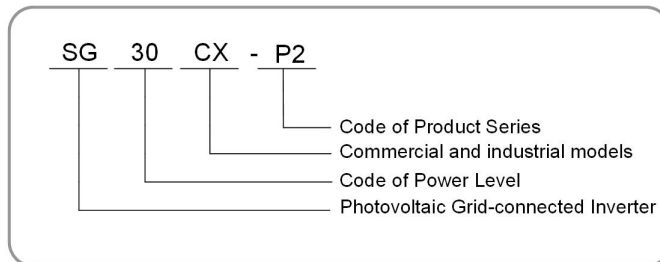 SG 30 CX - P2
Code of Product Series
Commercial and industrial models
Code of Power Level
Photovoltaic Grid-connected Inverter